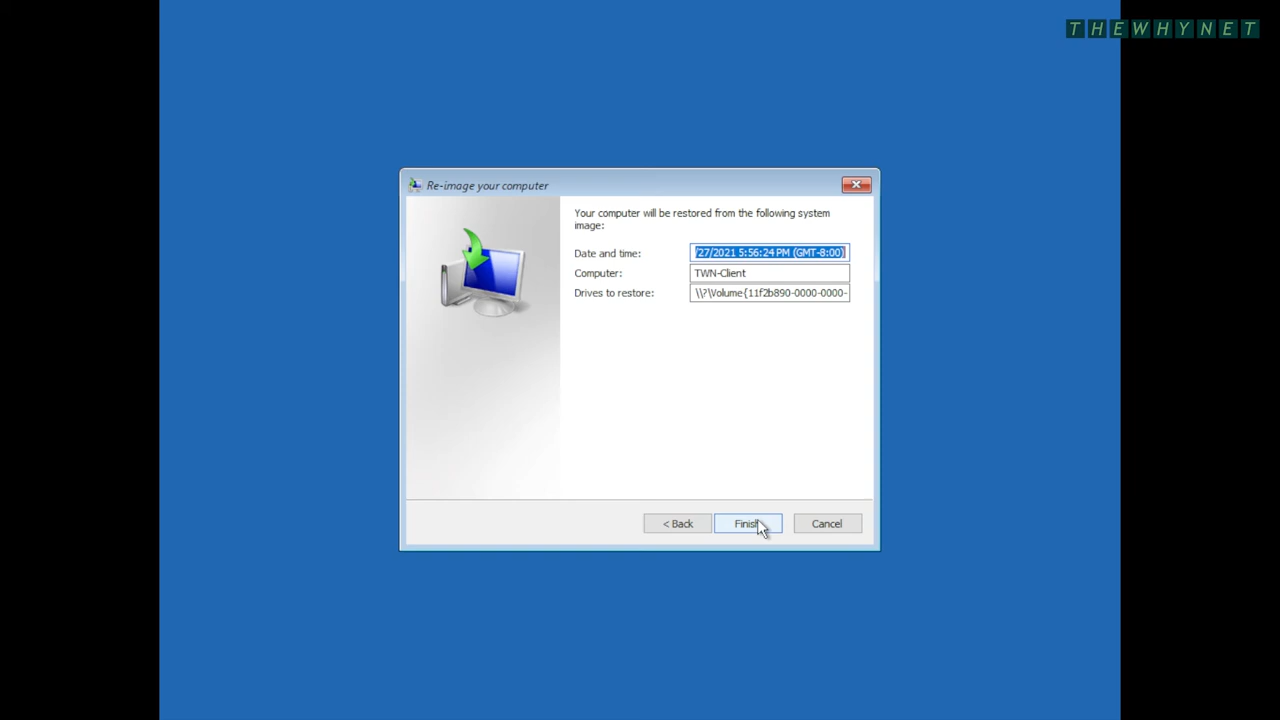 THEWHYNET
Re-image your computer
Your computer will be restored from the following system
image:
Date and time: /27/2021 5:56:24 PM (GMT-8:00)
Computer: TWN-Client
Drives to restore: \\?\Volume{11f2b890-0000-0000-
< Back Finish Cancel